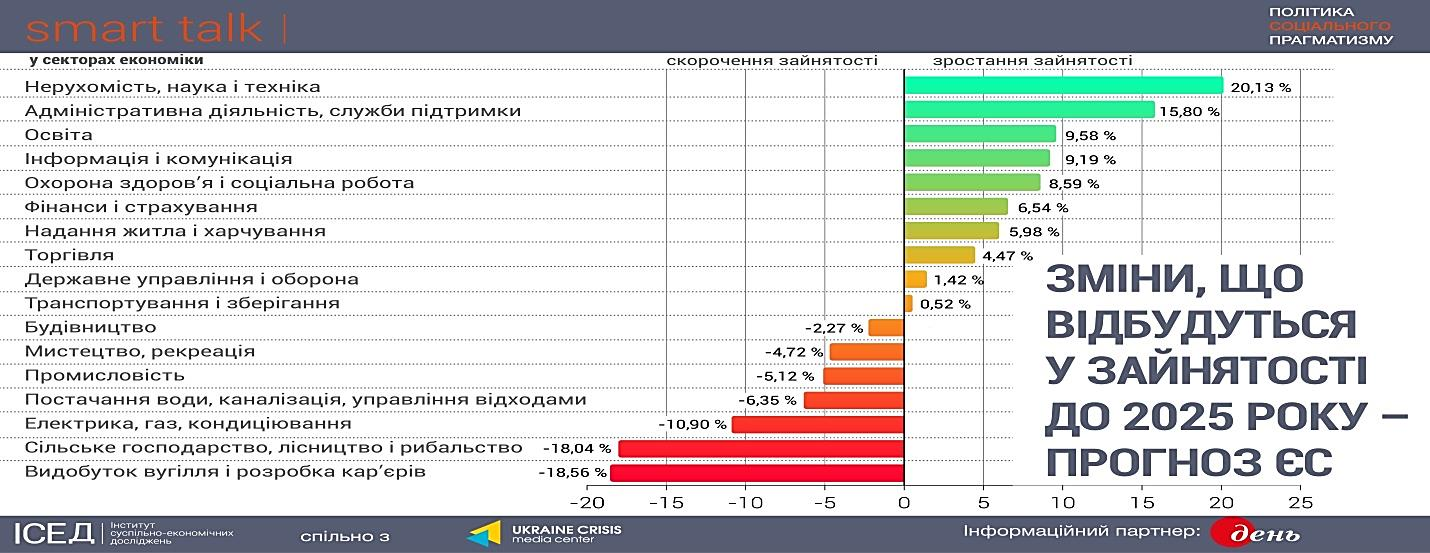 smart talk
ПОЛІТИКА
СОЦІАЛЬНОГО
ПРАГМАТИЗМУ
у секторах економіки
скорочення зайнятості
зростання зайнятості
Нерухомість, наука і техніка 20,13 %
Адміністративна діяльність, служби підтримки 15,80 %
Освіта 9,58 %
Інформація і комунікація 9,19 %
Охорона здоров’я і соціальна робота 8,59 %
Фінанси і страхування 6,54 %
Надання житла і харчування 5,98 %
Торгівля 4,47 %
Державне управління і оборона 1,42 %
Транспортування і зберігання 0,52 %
Будівництво -2,27 %
Мистецтво, рекреація -4,72 %
Промисловість -5,12 %
Постачання води, каналізація, управління відходами -6,35 %
Електрика, газ, кондиціювання -10,90 %
Сільське господарство, лісництво і рибальство -18,04 %
Видобуток вугілля і розробка кар’єрів -18,56 %
-20 -15 -10 -5 0 5 10 15 20 25
ЗМІНИ, ЩО
ВІДБУДУТЬСЯ
У ЗАЙНЯТОСТІ
ДО 2025 РОКУ –
ПРОГНОЗ ЄС
ІСЕД
Інститут
суспільно-економічних
досліджень
спільно з
UKRAINE CRISIS
media center
Інформаційний партнер:
день